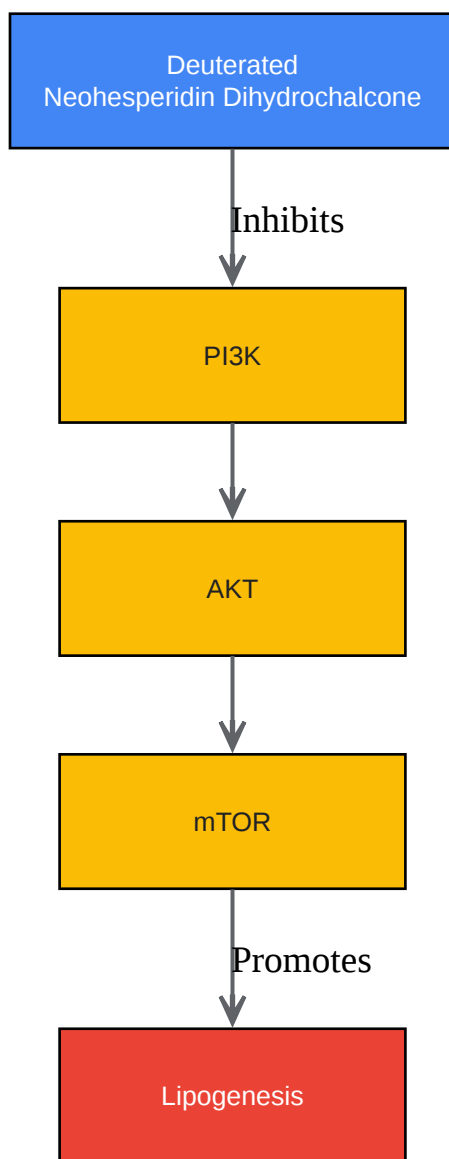 Deuterated
Neohesperidin Dihydrochalcone
Inhibits
PI3K
AKT
mTOR
Promotes
Lipogenesis